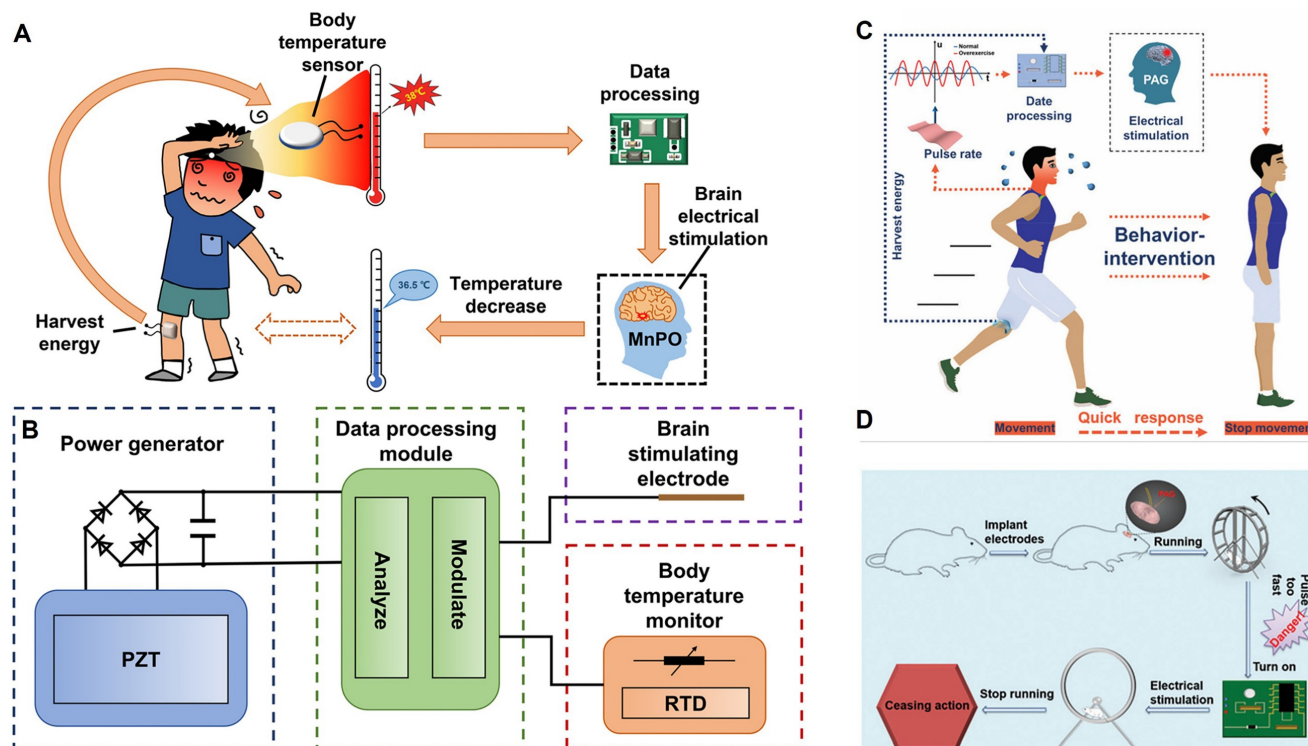 A
Body
temperature
sensor
38℃
Data
processing
Brain
electrical
stimulation
MnPO
Temperature
decrease
36.5 ℃
Harvest
energy
B
Power generator
PZT
Data processing
module
Analyze
Modulate
Brain
stimulating
electrode
Body
temperature
monitor
RTD
C
u
Normal
Overexercise
t
Date
processing
PAG
Electrical
stimulation
Pulse rate
Harvest energy
Behavior-
intervention
Movement
Quick response
Stop movement
D
Implant
electrodes
PAG
Running
Pulse
too
fast
Danger!
Turn on
Electrical
stimulation
Stop running
Ceasing action